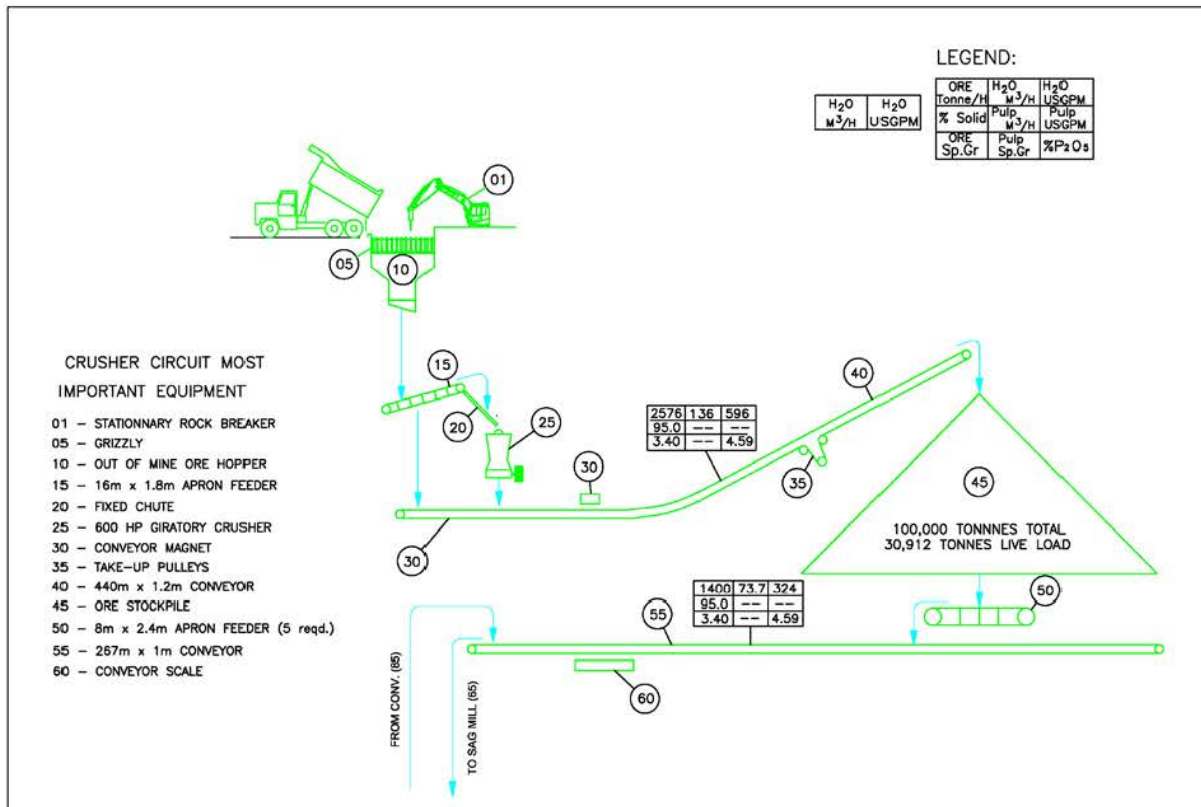 LEGEND:
H₂O M³/H H₂O USGPM
ORE Tonne/H H₂O M³/H H₂O USGPM
% Solid Pulp M³/H Pulp USGPM
ORE Sp.Gr Pulp Sp.Gr %P₂O₅
01
05
10
CRUSHER CIRCUIT MOST
IMPORTANT EQUIPMENT
01 – STATIONNARY ROCK BREAKER
05 – GRIZZLY
10 – OUT OF MINE ORE HOPPER
15 – 16m x 1.8m APRON FEEDER
20 – FIXED CHUTE
25 – 600 HP GIRATORY CRUSHER
30 – CONVEYOR MAGNET
35 – TAKE-UP PULLEYS
40 – 440m x 1.2m CONVEYOR
45 – ORE STOCKPILE
50 – 8m x 2.4m APRON FEEDER (5 reqd.)
55 – 267m x 1m CONVEYOR
60 – CONVEYOR SCALE
15
20
25
30
30
2576 136 596
95.0 -- --
3.40 -- 4.59
40
35
45
100,000 TONNNES TOTAL
30,912 TONNES LIVE LOAD
50
1400 73.7 324
95.0 -- --
3.40 -- 4.59
55
60
FROM CONV. (85)
TO SAG MILL (65)